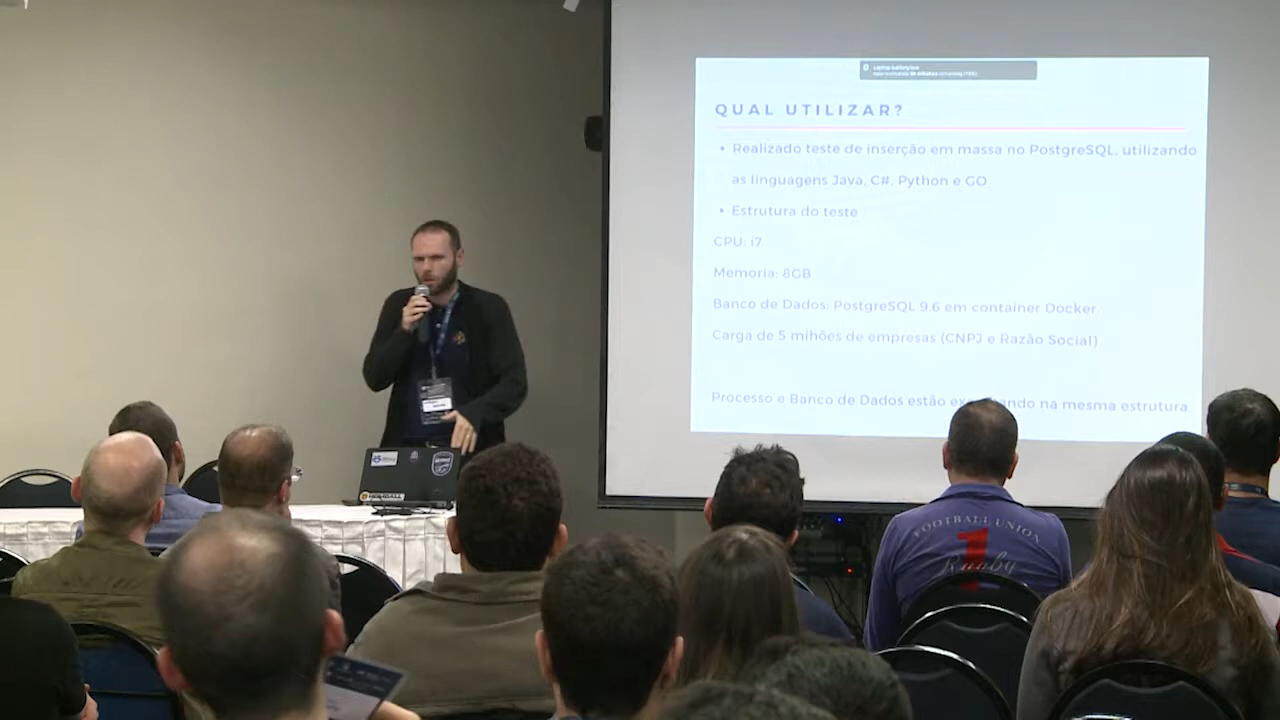 QUAL UTILIZAR?
• Realizado teste de inserção em massa no PostgreSQL, utilizando
as linguagens Java, C#, Python e GO
• Estrutura do teste
CPU: i7
Memoria: 8GB
Banco de Dados: PostgreSQL 9.6 em container Docker
Carga de 5 mihões de empresas (CNPJ e Razão Social)
Processo e Banco de Dados estão na mesma estrutura.
FOOTBALL UNION
1
Rugby